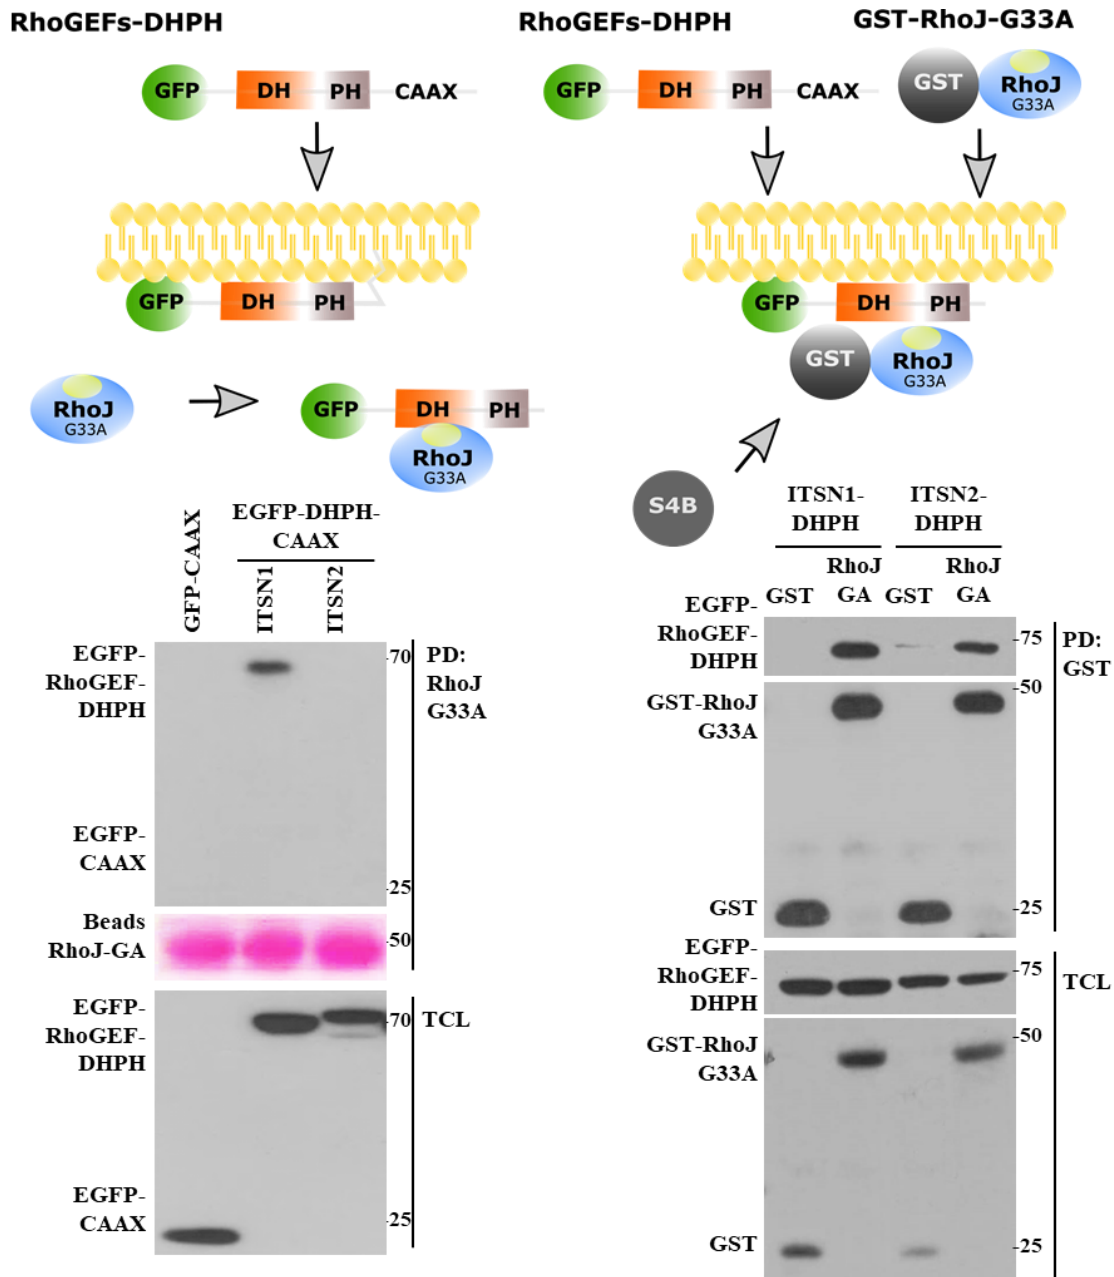 RhoGEFs-DHPH
GFP
DH
PH
CAAX
GFP
DH
PH
RhoJ
G33A
GFP
DH
PH
RhoJ
G33A
EGFP-DHPH-
CAAX
GFP-CAAX
ITSN1
ITSN2
EGFP-
RhoGEF-
DHPH
-70
PD:
RhoJ
G33A
EGFP-
CAAX
-25
Beads
RhoJ-GA
-50
EGFP-
RhoGEF-
DHPH
-70
TCL
EGFP-
CAAX
-25
RhoGEFs-DHPH
GST-RhoJ-G33A
GFP
DH
PH
CAAX
GST
RhoJ
G33A
GFP
DH
PH
GST
RhoJ
G33A
S4B
ITSN1-
DHPH
ITSN2-
DHPH
GST
RhoJ
GA
GST
RhoJ
GA
EGFP-
RhoGEF-
DHPH
-75
PD:
GST
-50
GST-RhoJ
G33A
GST
-25
EGFP-
RhoGEF-
DHPH
-75
TCL
-50
GST-RhoJ
G33A
GST
-25